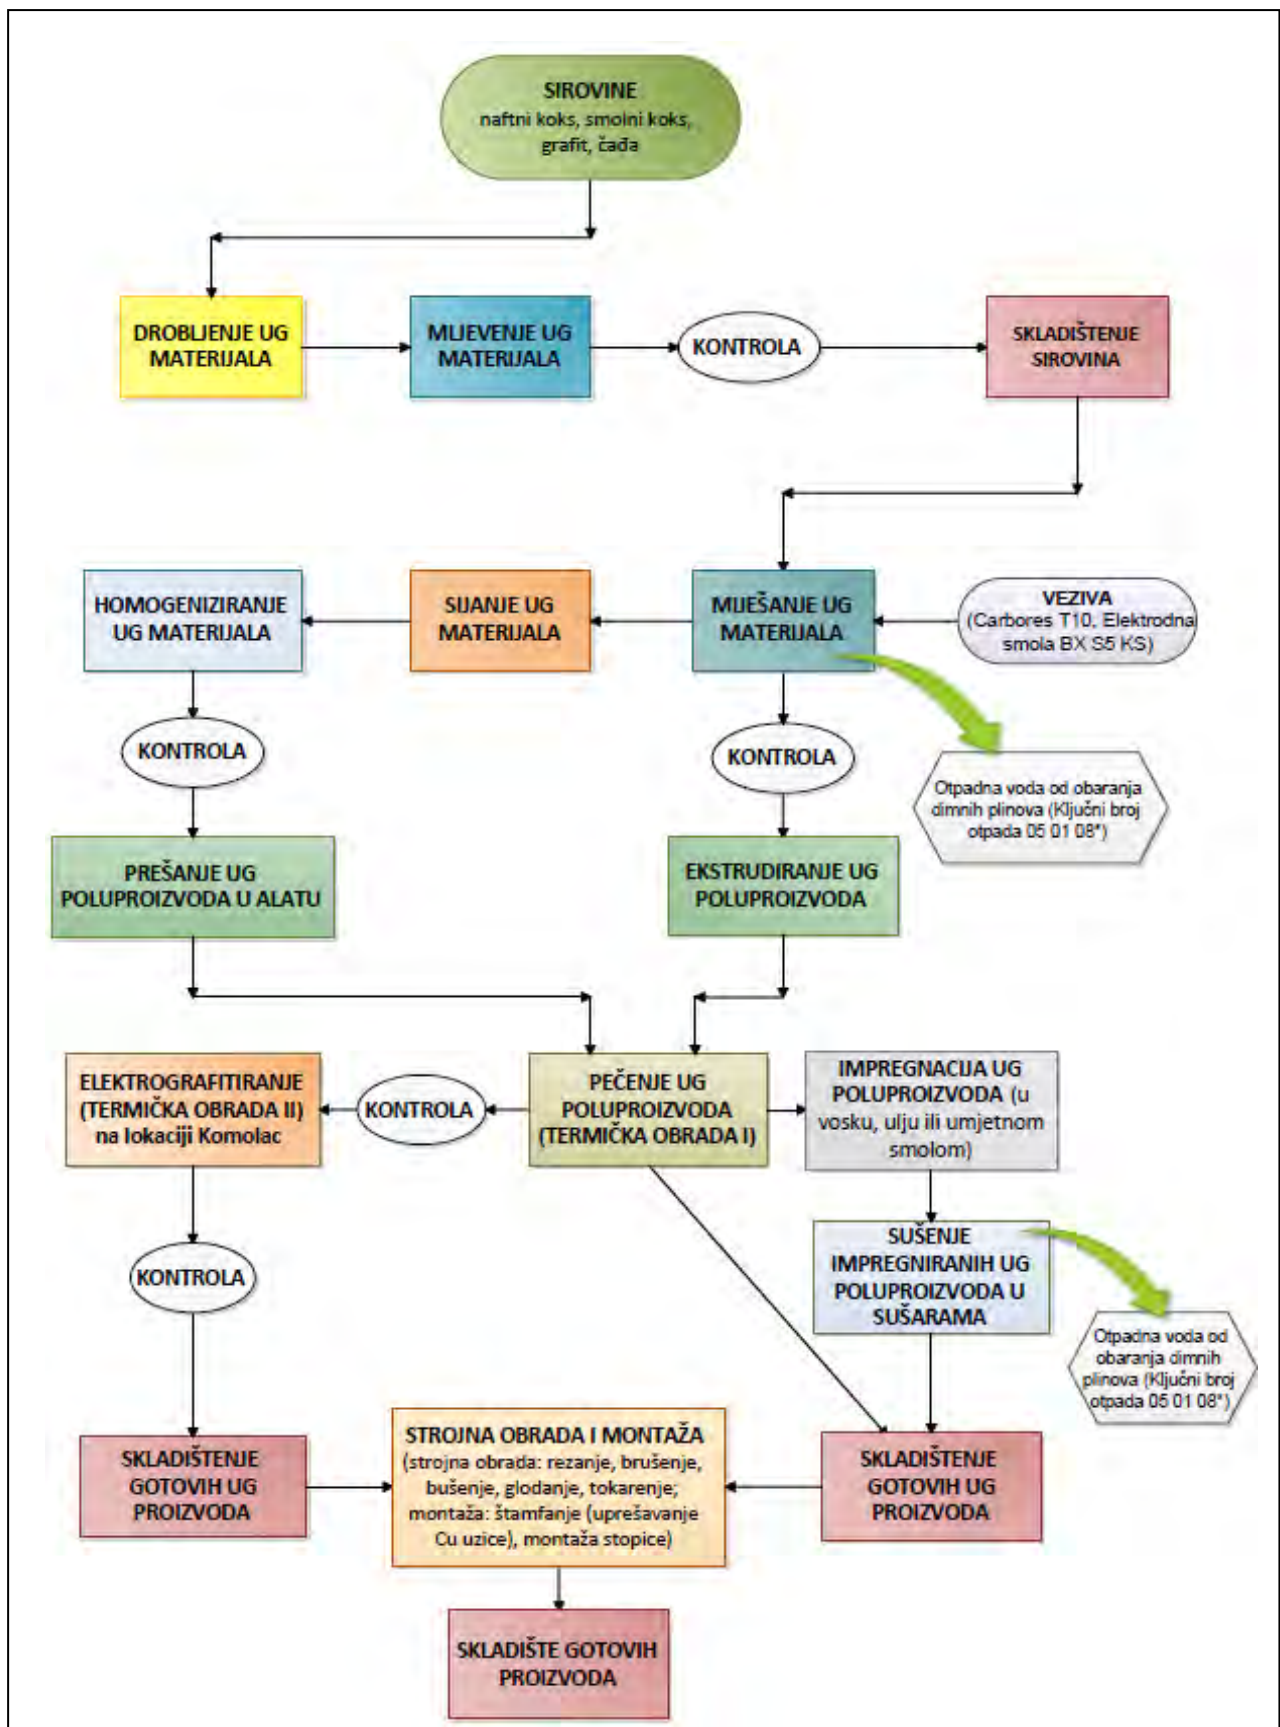 SIROVINE
naftni koks, smolni koks,
grafit, čađa
DROBLJENJE UG
MATERIJALA
MLJEVENJE UG
MATERIJALA
KONTROLA
SKLADIŠTENJE
SIROVINA
HOMOGENIZIRANJE
UG MATERIJALA
SIJANJE UG
MATERIJALA
MIJEŠANJE UG
MATERIJALA
VEZIVA
(Carbores T10, Elektrodna
smola BX S5 KS)
KONTROLA
KONTROLA
Otpadna voda od obaranja
dimnih plinova (Ključni broj
otpada 05 01 08*)
PREŠANJE UG
POLUPROIZVODA U ALATU
EKSTRUDIRANJE UG
POLUPROIZVODA
ELEKTROGRAFITIRANJE
(TERMIČKA OBRADA II)
na lokaciji Komolac
KONTROLA
PEČENJE UG
POLUPROIZVODA
(TERMIČKA OBRADA I)
IMPREGNACIJA UG
POLUPROIZVODA (u
vosku, ulju ili umjetnom
smolom)
KONTROLA
SUŠENJE
IMPREGNIRANIH UG
POLUPROIZVODA U
SUŠARAMA
Otpadna voda od
obaranja dimnih
plinova (Ključni broj
otpada 05 01 08*)
SKLADIŠTENJE
GOTOVIH UG
PROIZVODA
STROJNA OBRADA I MONTAŽA
(strojna obrada: rezanje, brušenje,
bušenje, glodanje, tokarenje;
montaža: štamfanje (uprešavanje
Cu uzice), montaža stopice)
SKLADIŠTENJE
GOTOVIH UG
PROIZVODA
SKLADIŠTE GOTOVIH
PROIZVODA